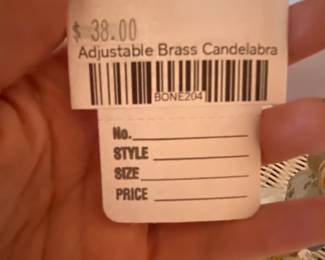 $ 38.00
Adjustable Brass Candelabra
BONE204
No.
STYLE
SIZE
PRICE